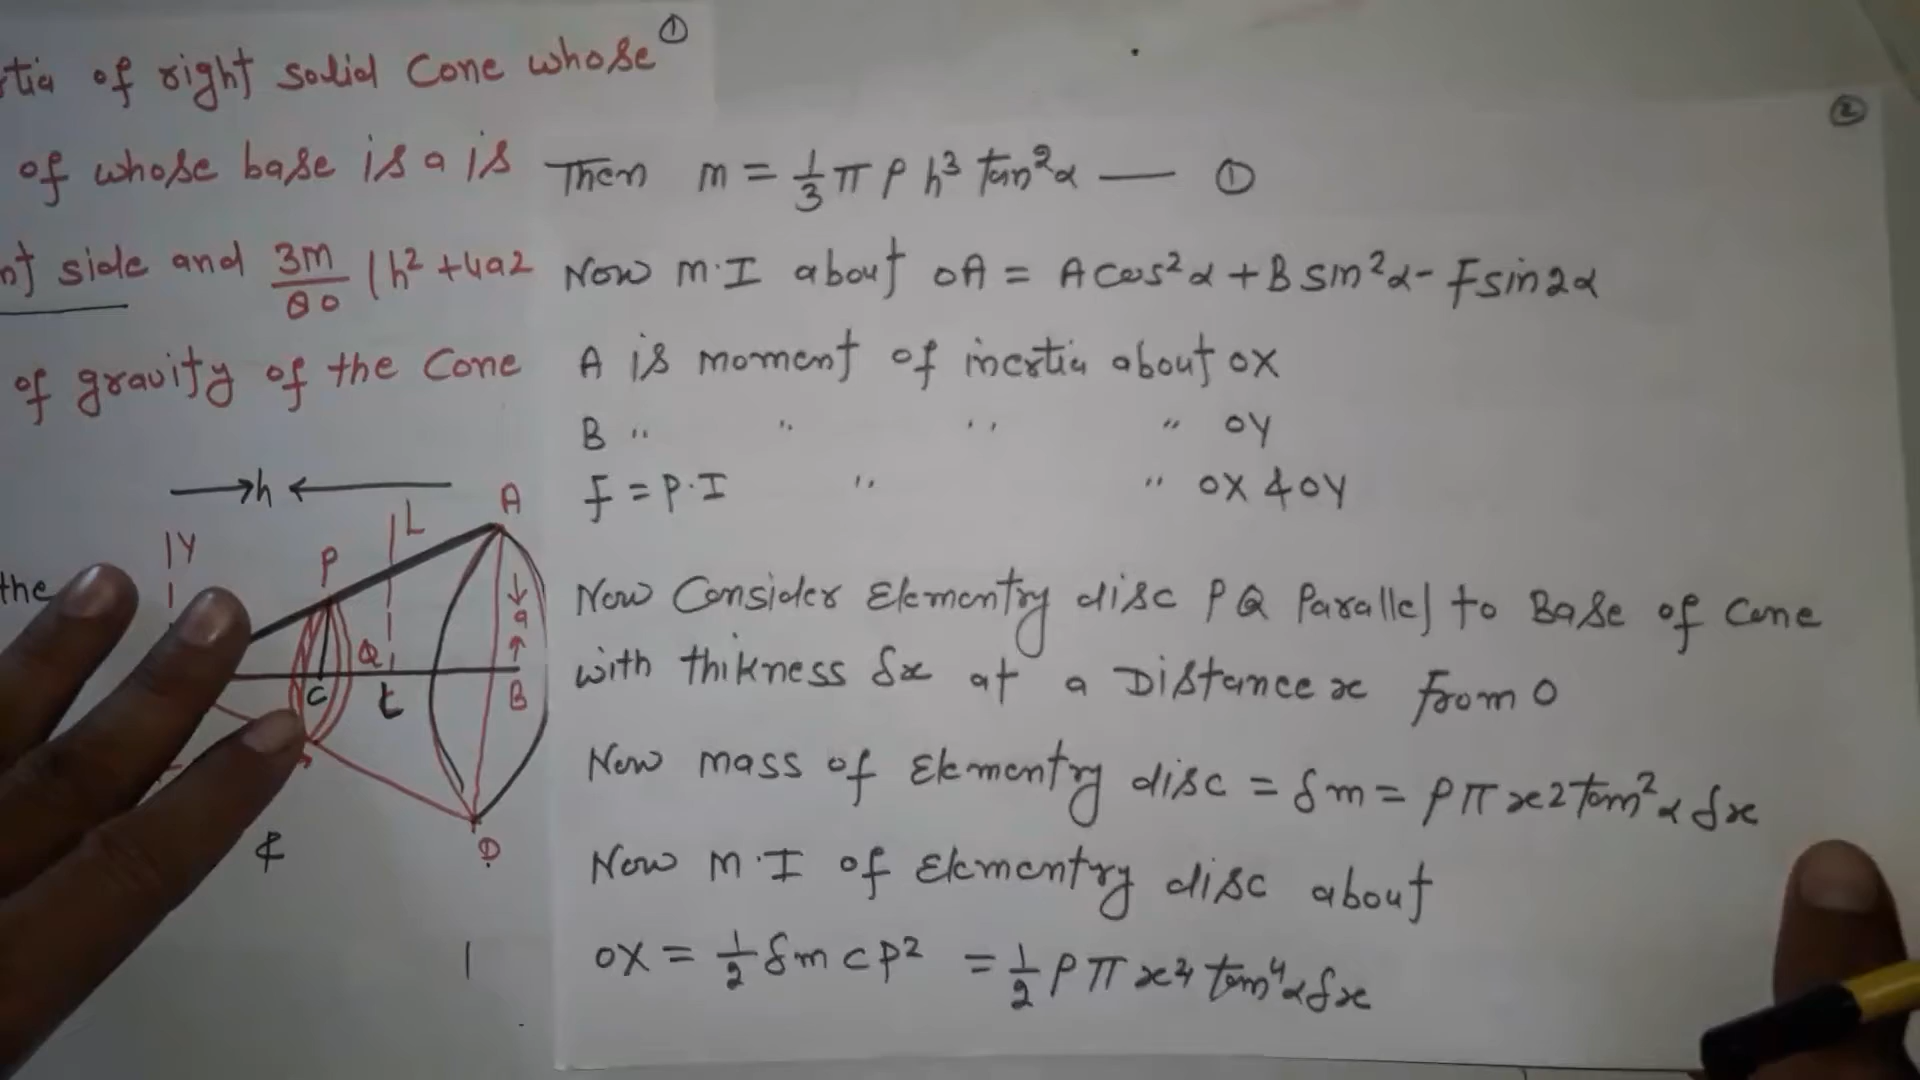 ①
of right solid Cone whose
of whose base is a is
side and 3m/80 (h² + 4a2
of gravity of the Cone
→ h ←
A
L
Y
P
the
a
Q
C
t
B
D
②
Then m = 1/3 π ρ h³ tan²α — ①
Now M.I about OA = A cos²α + B sin²α - F sin2α
A is moment of inertia about OX
B " " " " OY
F = P.I " " OX & OY
Now Consider Elementry disc PQ Parallel to Base of Cone
with thikness δx at a Distance x from O
Now mass of Elementry disc = δm = ρπ x2 tan²α δx
Now M.I of Elementry disc about
OX = 1/2 δm CP² = 1/2 ρπ x4 tan⁴α δx